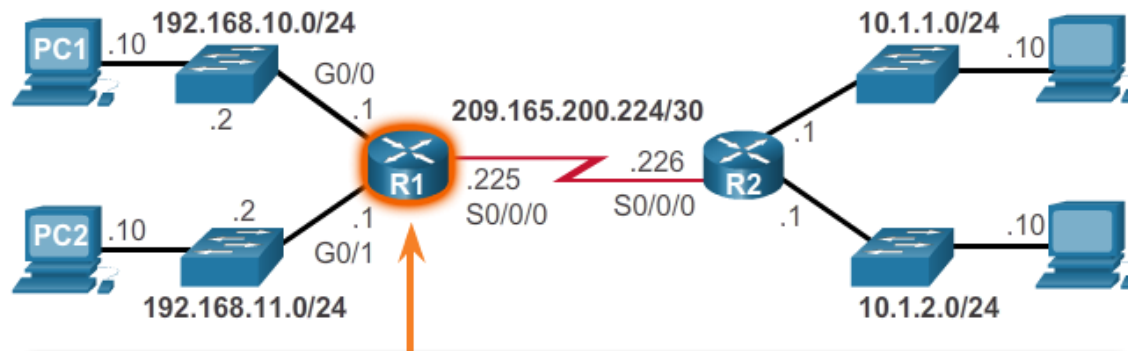 192.168.10.0/24
10.1.1.0/24
PC1
.10
G0/0
.10
.2
.1
209.165.200.224/30
.1
R1
.225
.226
R2
S0/0/0
S0/0/0
PC2
.10
.2
.1
G0/1
.1
.10
192.168.11.0/24
10.1.2.0/24